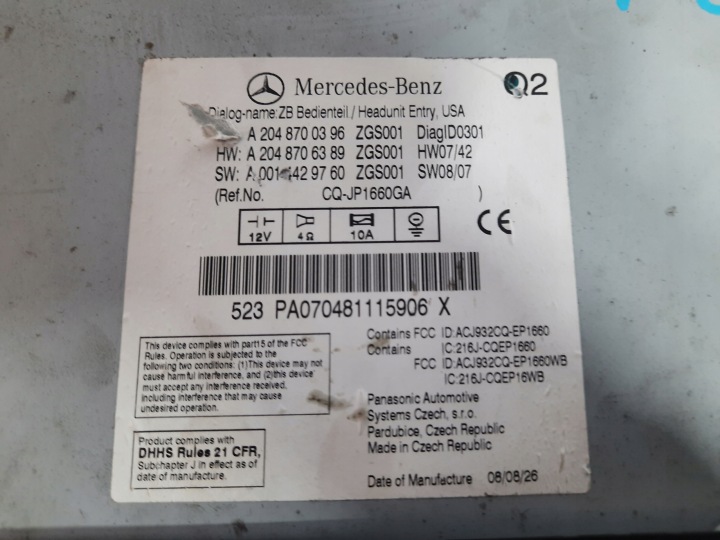 Mercedes-Benz
Q2
Dialog-name: ZB Bedienteil / Headunit Entry, USA
A 204 870 03 96 ZGS001 DiagID0301
HW: A 204 870 63 89 ZGS001 HW07/42
SW: A 001 442 97 60 ZGS001 SW08/07
(Ref.No. CQ-JP1660GA )
12V 4Ω 10A
CE
523 PA070481115906 X
This device complies with part15 of the FCC
Rules. Operation is subjected to the
following two conditions: (1)This device may not
cause harmful interference, and (2)this device
must accept any interference received,
including interference that may cause
undesired operation.
Contains FCC ID:ACJ932CQ-EP1660
Contains IC:216J-CQEP1660
FCC ID:ACJ932CQ-EP1660WB
IC:216J-CQEP16WB
Panasonic Automotive
Systems Czech, s.r.o.
Pardubice, Czech Republic
Made in Czech Republic
Product complies with
DHHS Rules 21 CFR,
Subchapter J in effect as of
date of manufacture.
Date of Manufacture 08/08/26